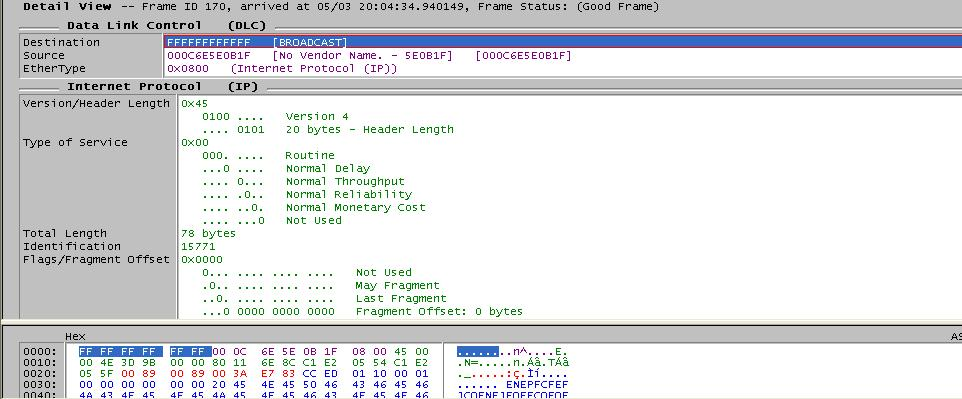 Detail View -- Frame ID 170, arrived at 05/03 20:04:34.940149, Frame Status: (Good Frame)
Data Link Control (DLC)
Destination FFFFFFFFFFFF [BROADCAST]
Source 000C6E5E0B1F [No Vendor Name. - 5E0B1F] [000C6E5E0B1F]
EtherType 0x0800 (Internet Protocol (IP))
Internet Protocol (IP)
Version/Header Length 0x45
0100 .... Version 4
.... 0101 20 bytes - Header Length
Type of Service 0x00
000. .... Routine
...0 .... Normal Delay
.... 0... Normal Throughput
.... .0.. Normal Reliability
.... ..0. Normal Monetary Cost
.... ...0 Not Used
Total Length 78 bytes
Identification 15771
Flags/Fragment Offset 0x0000
0... .... .... .... Not Used
.0.. .... .... .... May Fragment
..0. .... .... .... Last Fragment
...0 0000 0000 0000 Fragment Offset: 0 bytes
Hex AS
0000: FF FF FF FF FF FF 00 0C 6E 5E 0B 1F 08 00 45 00 ........n^....E.
0010: 00 4E 3D 9B 00 00 80 11 6E 8C C1 E2 05 54 C1 E2 .N=.....n.Áâ.TÁâ
0020: 05 5F 00 89 00 89 00 3A E7 83 CC ED 01 10 00 01 ._.....:ç.Ìí....
0030: 00 00 00 00 00 00 20 45 4E 45 50 46 43 46 45 46 ...... ENEPFCFEF